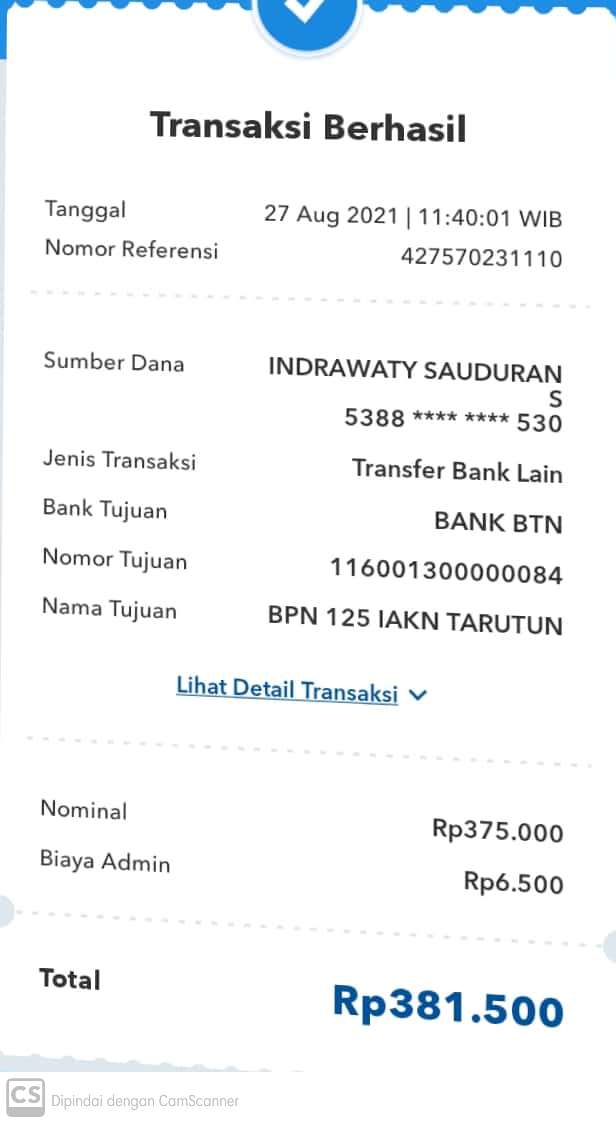 Transaksi Berhasil
Tanggal 27 Aug 2021 | 11:40:01 WIB
Nomor Referensi 427570231110
Sumber Dana INDRAWATY SAUDURAN
S
5388 **** **** 530
Jenis Transaksi Transfer Bank Lain
Bank Tujuan BANK BTN
Nomor Tujuan 116001300000084
Nama Tujuan BPN 125 IAKN TARUTUN
Lihat Detail Transaksi
Nominal Rp375.000
Biaya Admin Rp6.500
Total Rp381.500
CS Dipindai dengan CamScanner